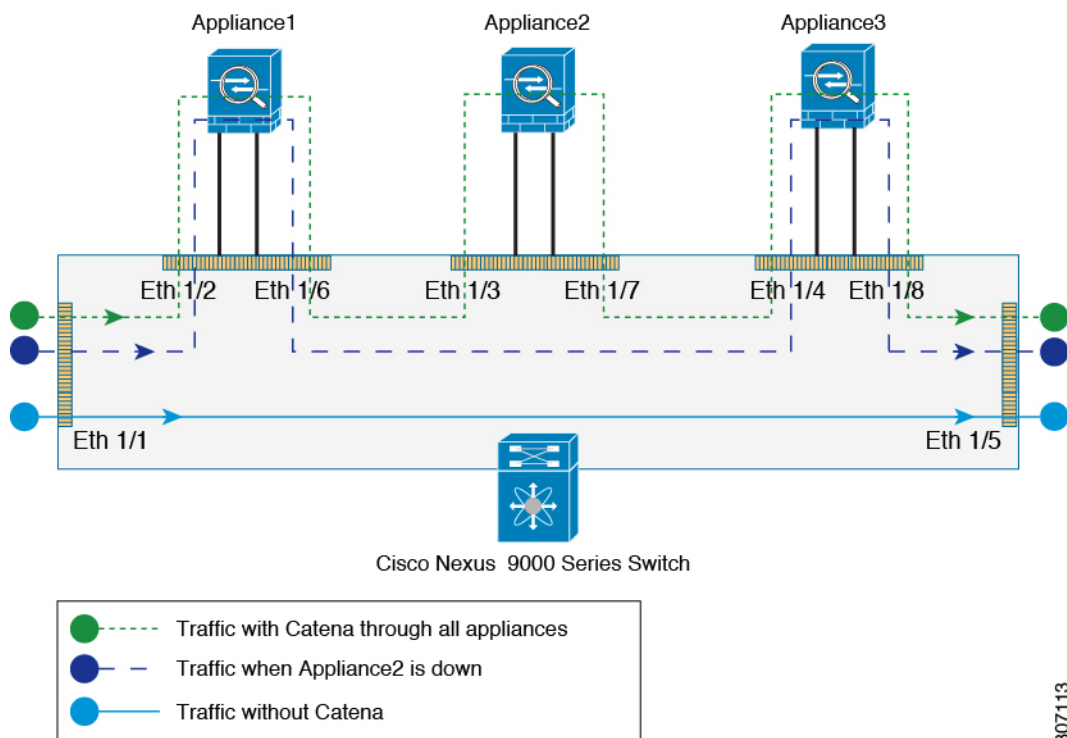 Appliance1
Appliance2
Appliance3
Eth 1/2
Eth 1/6
Eth 1/3
Eth 1/7
Eth 1/4
Eth 1/8
Eth 1/1
Eth 1/5
Cisco Nexus 9000 Series Switch
Traffic with Catena through all appliances
Traffic when Appliance2 is down
Traffic without Catena
307113